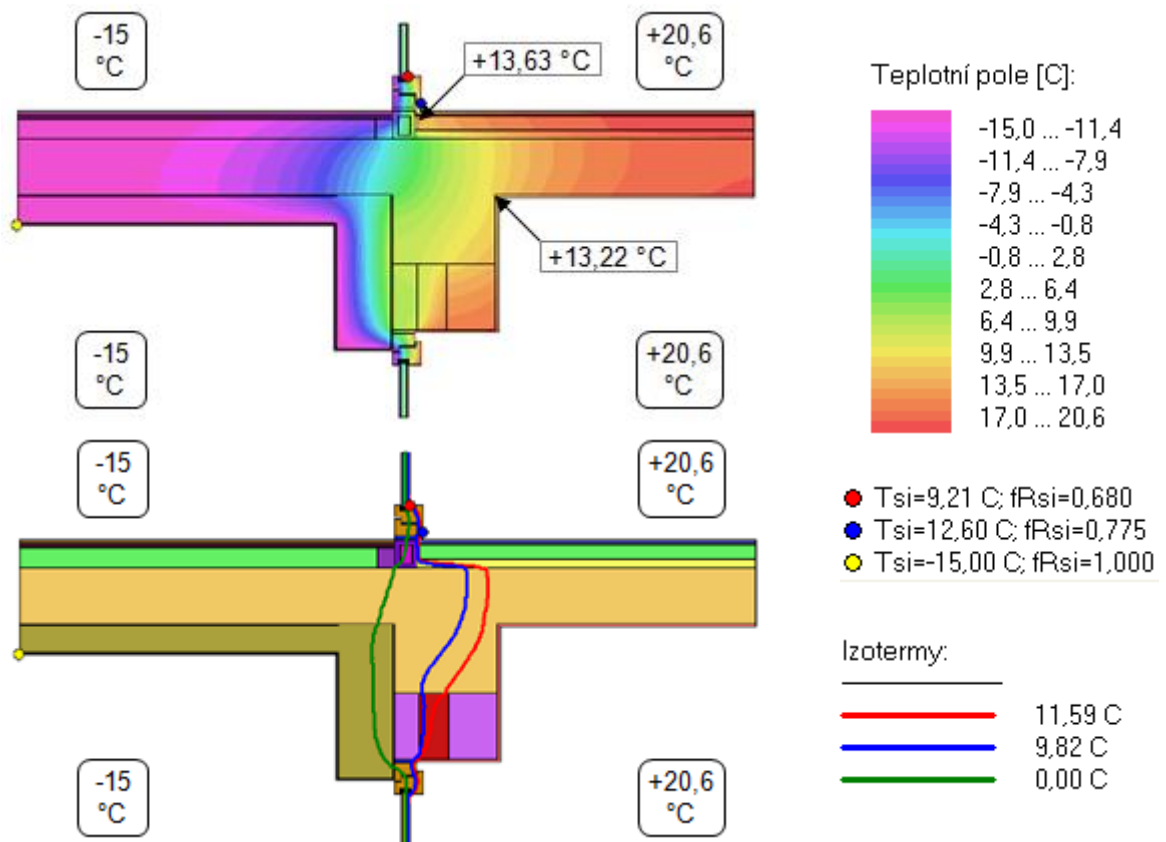 -15
°C
+20,6
°C
+13,63 °C
+13,22 °C
-15
°C
+20,6
°C
Teplotní pole [C]:
-15,0 ... -11,4
-11,4 ... -7,9
-7,9 ... -4,3
-4,3 ... -0,8
-0,8 ... 2,8
2,8 ... 6,4
6,4 ... 9,9
9,9 ... 13,5
13,5 ... 17,0
17,0 ... 20,6
-15
°C
+20,6
°C
-15
°C
+20,6
°C
Tsi=9,21 C; fRsi=0,680
Tsi=12,60 C; fRsi=0,775
Tsi=-15,00 C; fRsi=1,000
Izotermy:
11,59 C
9,82 C
0,00 C